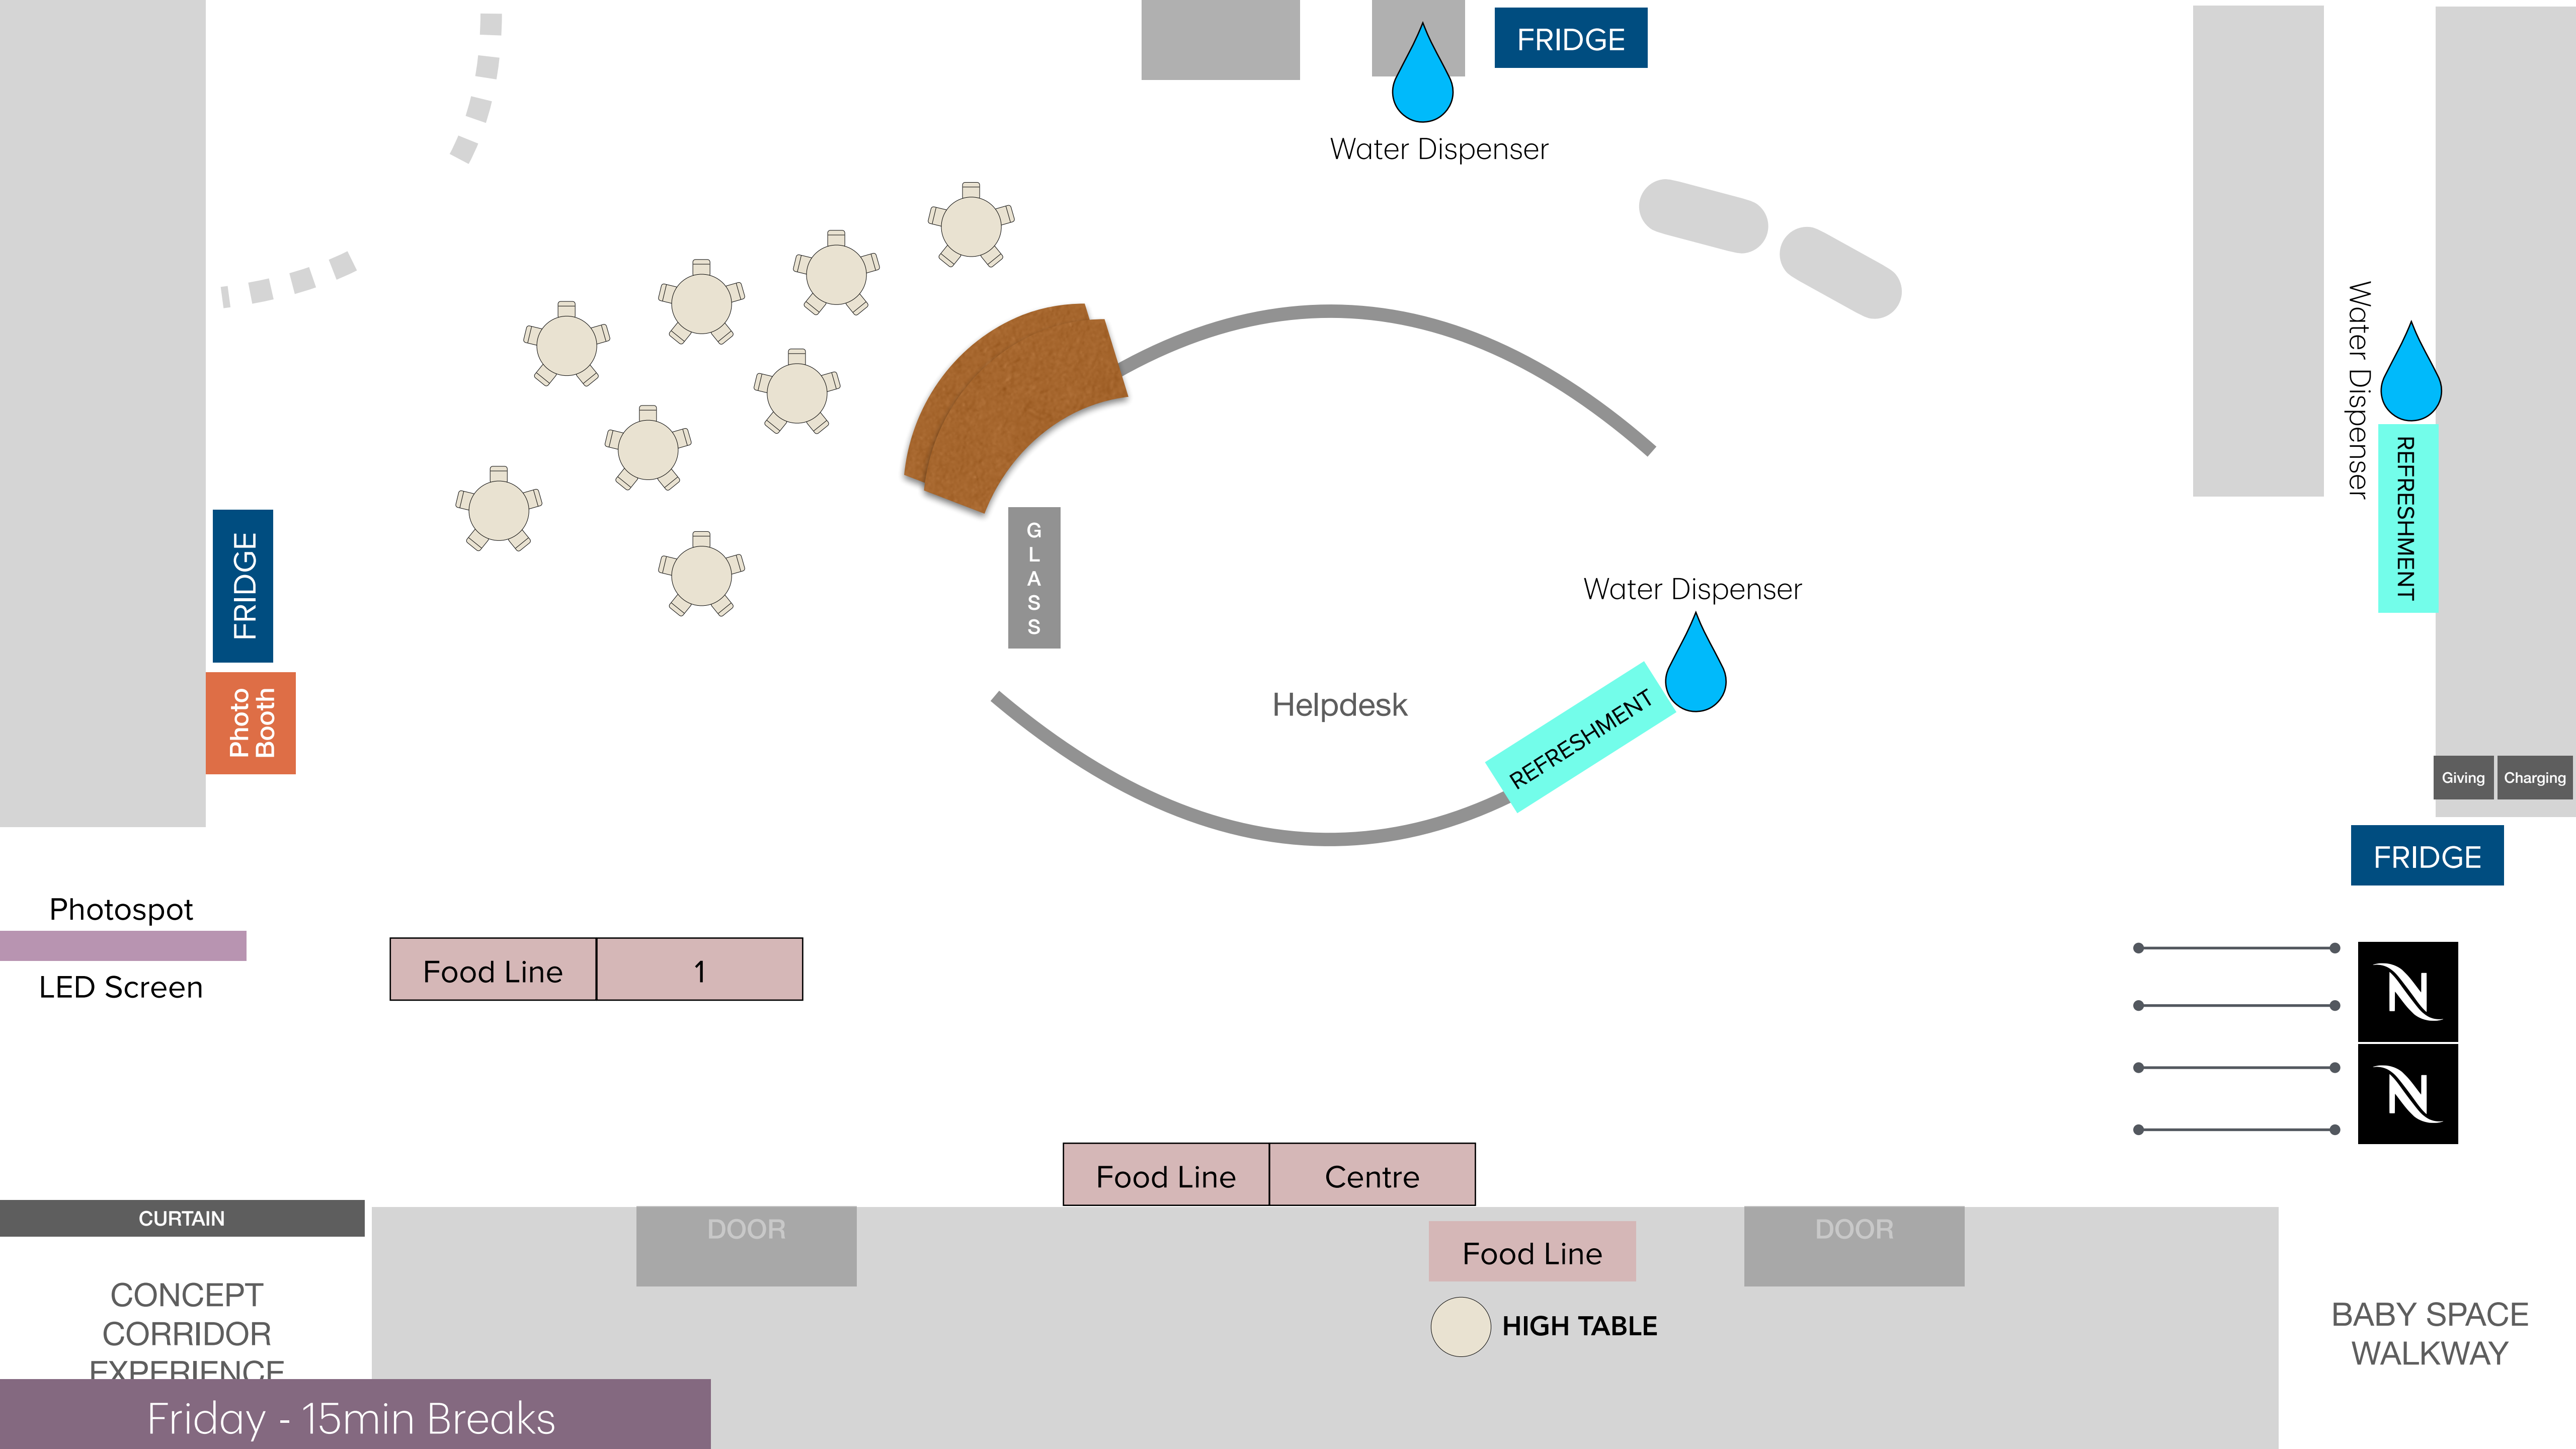 FRIDGE
Water Dispenser
Water Dispenser
REFRESHMENT
G
L
A
S
S
FRIDGE
Water Dispenser
REFRESHMENT
Photo
Booth
Helpdesk
Giving
Charging
FRIDGE
Photospot
LED Screen
Food Line
1
N
N
Food Line
Centre
CURTAIN
DOOR
DOOR
Food Line
HIGH TABLE
CONCEPT
CORRIDOR
EXPERIENCE
BABY SPACE
WALKWAY
Friday - 15min Breaks